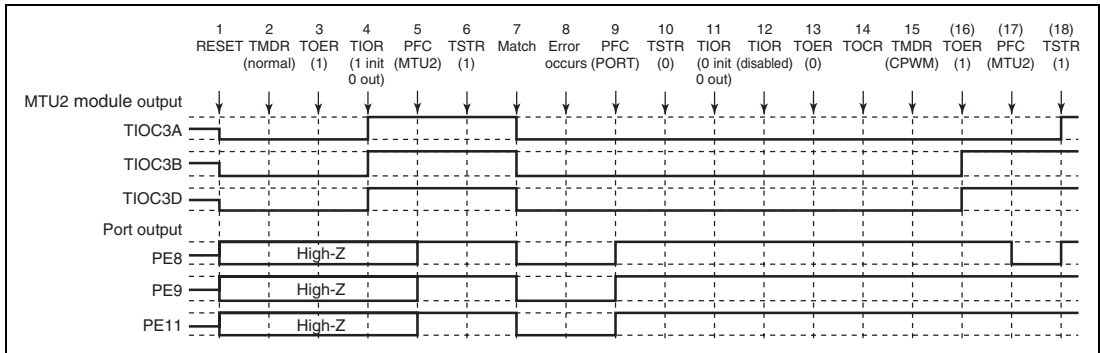 1 2 3 4 5 6 7 8 9 10 11 12 13 14 15 (16) (17) (18)
RESET TMDR TOER TIOR PFC TSTR Match Error PFC TSTR TIOR TIOR TOER TOCR TMDR TOER PFC TSTR
(normal) (1) (1 init (MTU2) (1) occurs (PORT) (0) (0 init (disabled) (0) (CPWM) (1) (MTU2) (1)
0 out) 0 out)
MTU2 module output
TIOC3A
TIOC3B
TIOC3D
Port output
PE8 High-Z
PE9 High-Z
PE11 High-Z